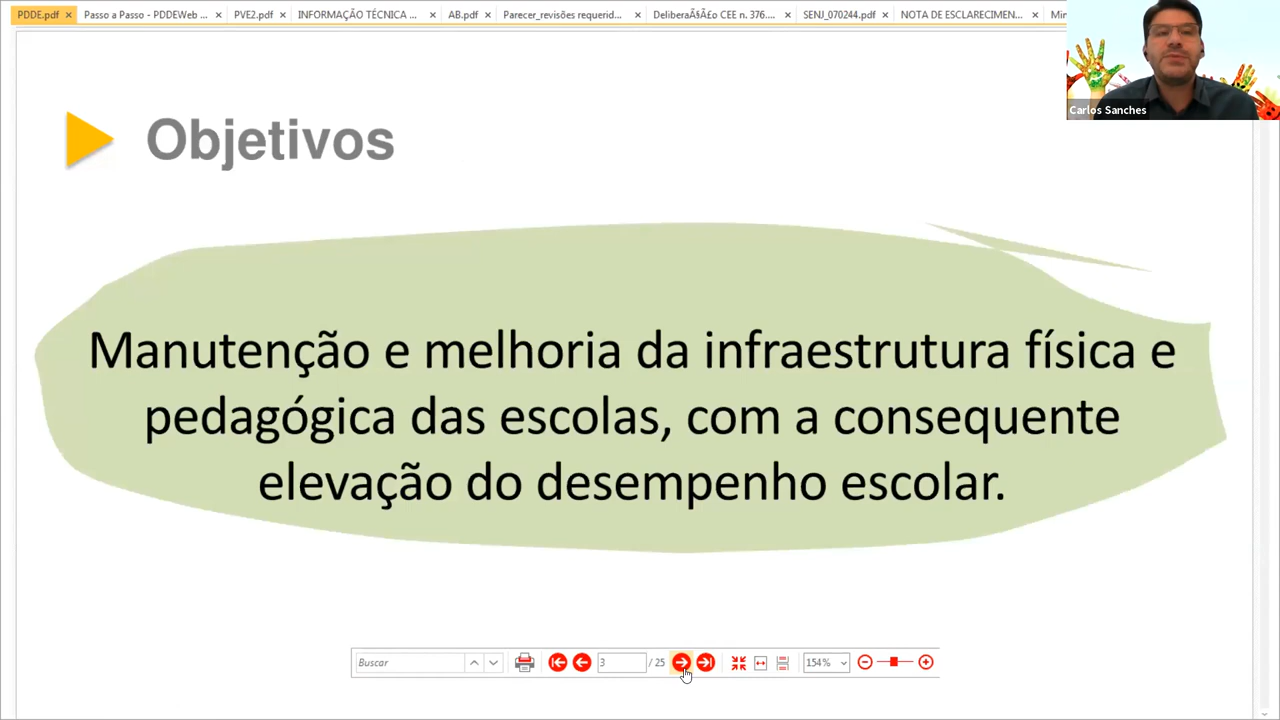 PDDE.pdf
Passo a Passo - PDDEWeb ...
PVE2.pdf
INFORMAÇÃO TÉCNICA ...
AB.pdf
Parecer_revisões requerid...
DeliberaÃ§Ã£o CEE n. 376....
SENJ_070244.pdf
NOTA DE ESCLARECIMEN...
Min
Carlos Sanches
Objetivos
Manutenção e melhoria da infraestrutura física e
pedagógica das escolas, com a consequente
elevação do desempenho escolar.
Buscar
3
/ 25
154%